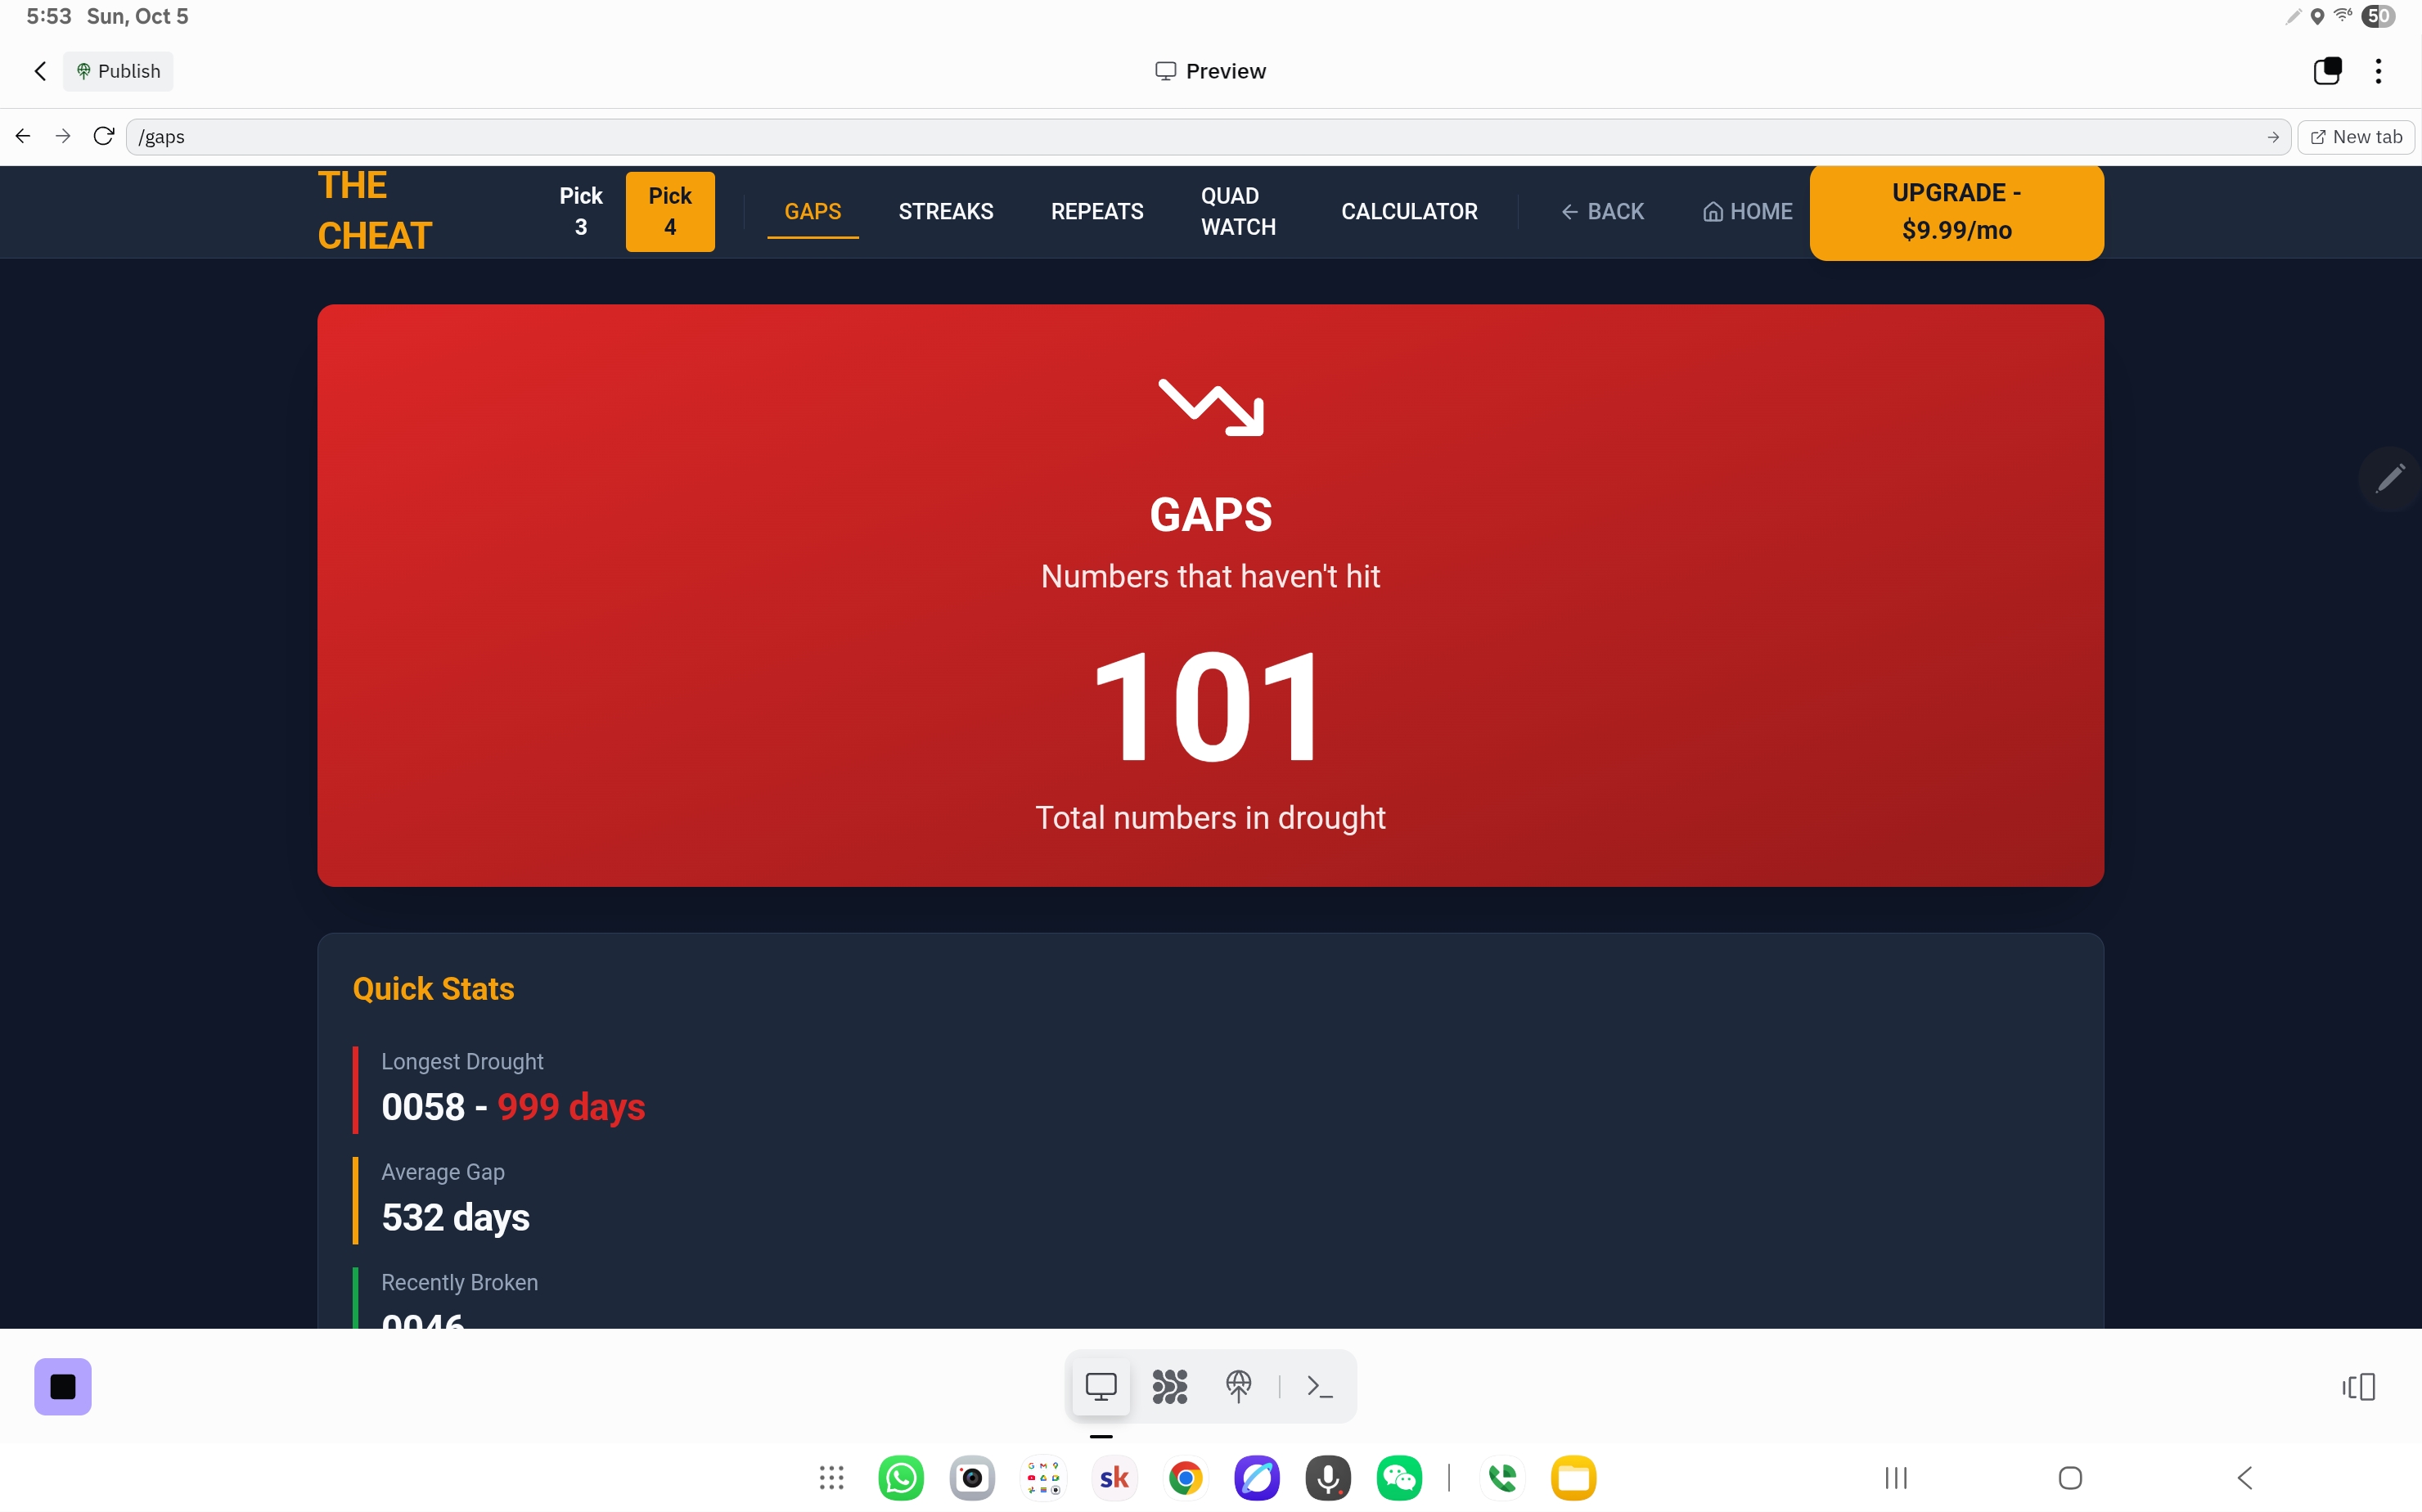 5:53 Sun, Oct 5
50
Publish
Preview
/gaps
New tab
THE
CHEAT
Pick
3
Pick
4
GAPS
STREAKS
REPEATS
QUAD
WATCH
CALCULATOR
BACK
HOME
UPGRADE -
$9.99/mo
GAPS
Numbers that haven't hit
101
Total numbers in drought
Quick Stats
Longest Drought
0058 - 999 days
Average Gap
532 days
Recently Broken
0046
sk